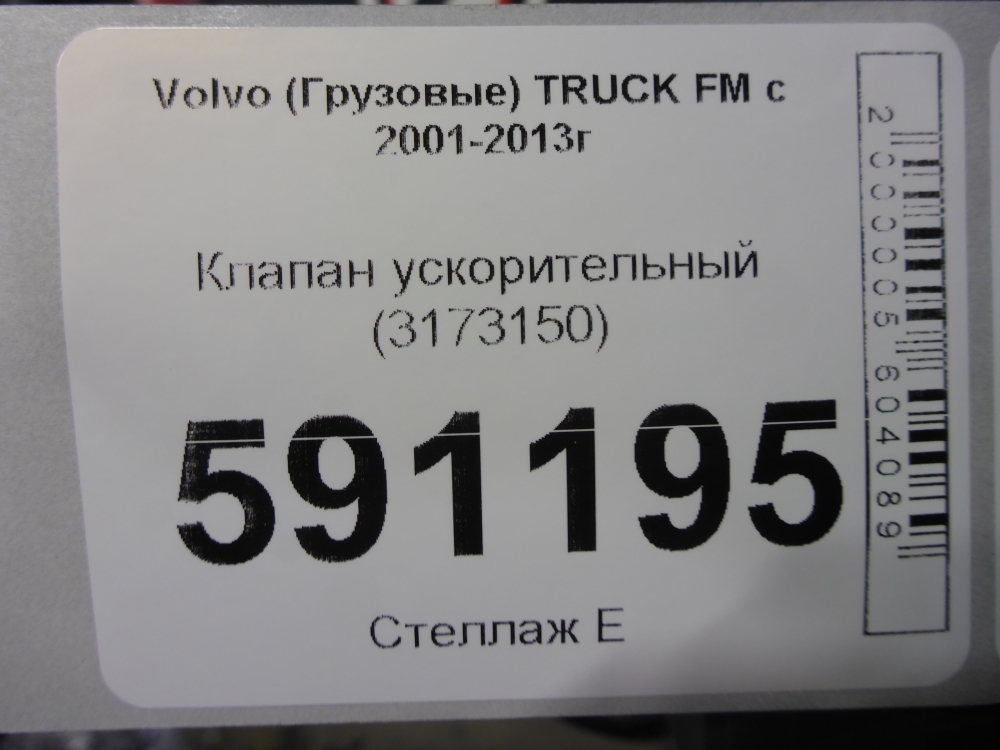 Volvo (Грузовые) TRUCK FM с
2001-2013г
Клапан ускорительный
(3173150)
591195
Стеллаж Е
2000005604089